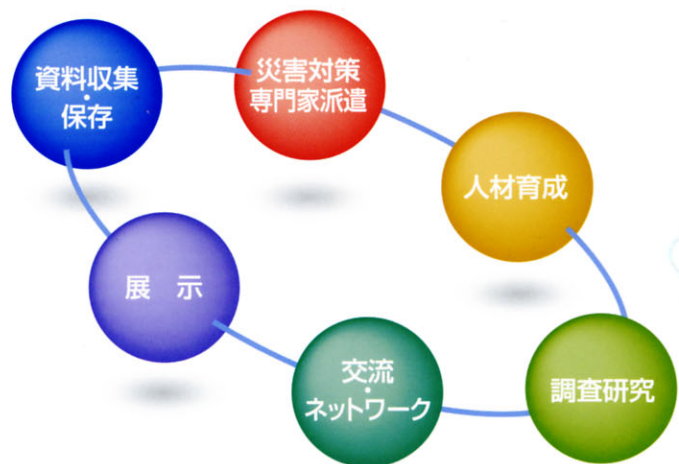 資料収集
・
保存
災害対策
専門家派遣
人材育成
調査研究
交流
・
ネットワーク
展 示